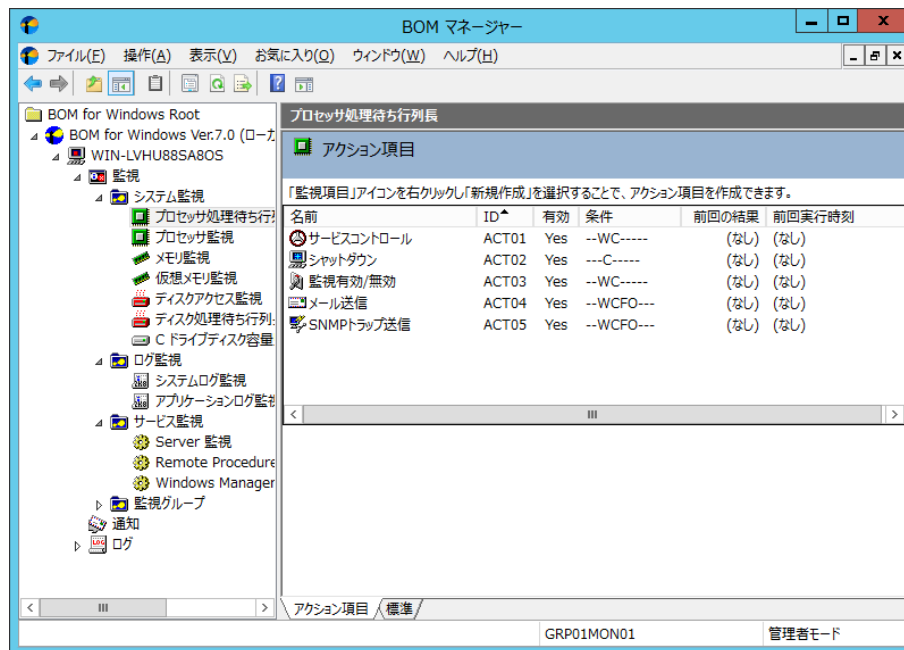 BOM マネージャー
ファイル(F) 操作(A) 表示(V) お気に入り(O) ウィンドウ(W) ヘルプ(H)
BOM for Windows Root
BOM for Windows Ver.7.0 (ローカ
WIN-LVHU88SA8OS
監視
システム監視
プロセッサ処理待ち行
プロセッサ監視
メモリ監視
仮想メモリ監視
ディスクアクセス監視
ディスク処理待ち行列
C ドライブディスク容量
ログ監視
システムログ監視
アプリケーションログ監視
サービス監視
Server 監視
Remote Procedure
Windows Manager
監視グループ
通知
ログ
プロセッサ処理待ち行列長
アクション項目
「監視項目」アイコンを右クリックし「新規作成」を選択することで、アクション項目を作成できます。
名前 ID 有効 条件 前回の結果 前回実行時刻
サービスコントロール ACT01 Yes --WC----- (なし) (なし)
シャットダウン ACT02 Yes ---C----- (なし) (なし)
監視有効/無効 ACT03 Yes --WC----- (なし) (なし)
メール送信 ACT04 Yes --WCFO--- (なし) (なし)
SNMPトラップ送信 ACT05 Yes --WCFO--- (なし) (なし)
アクション項目 標準
GRP01MON01 管理者モード